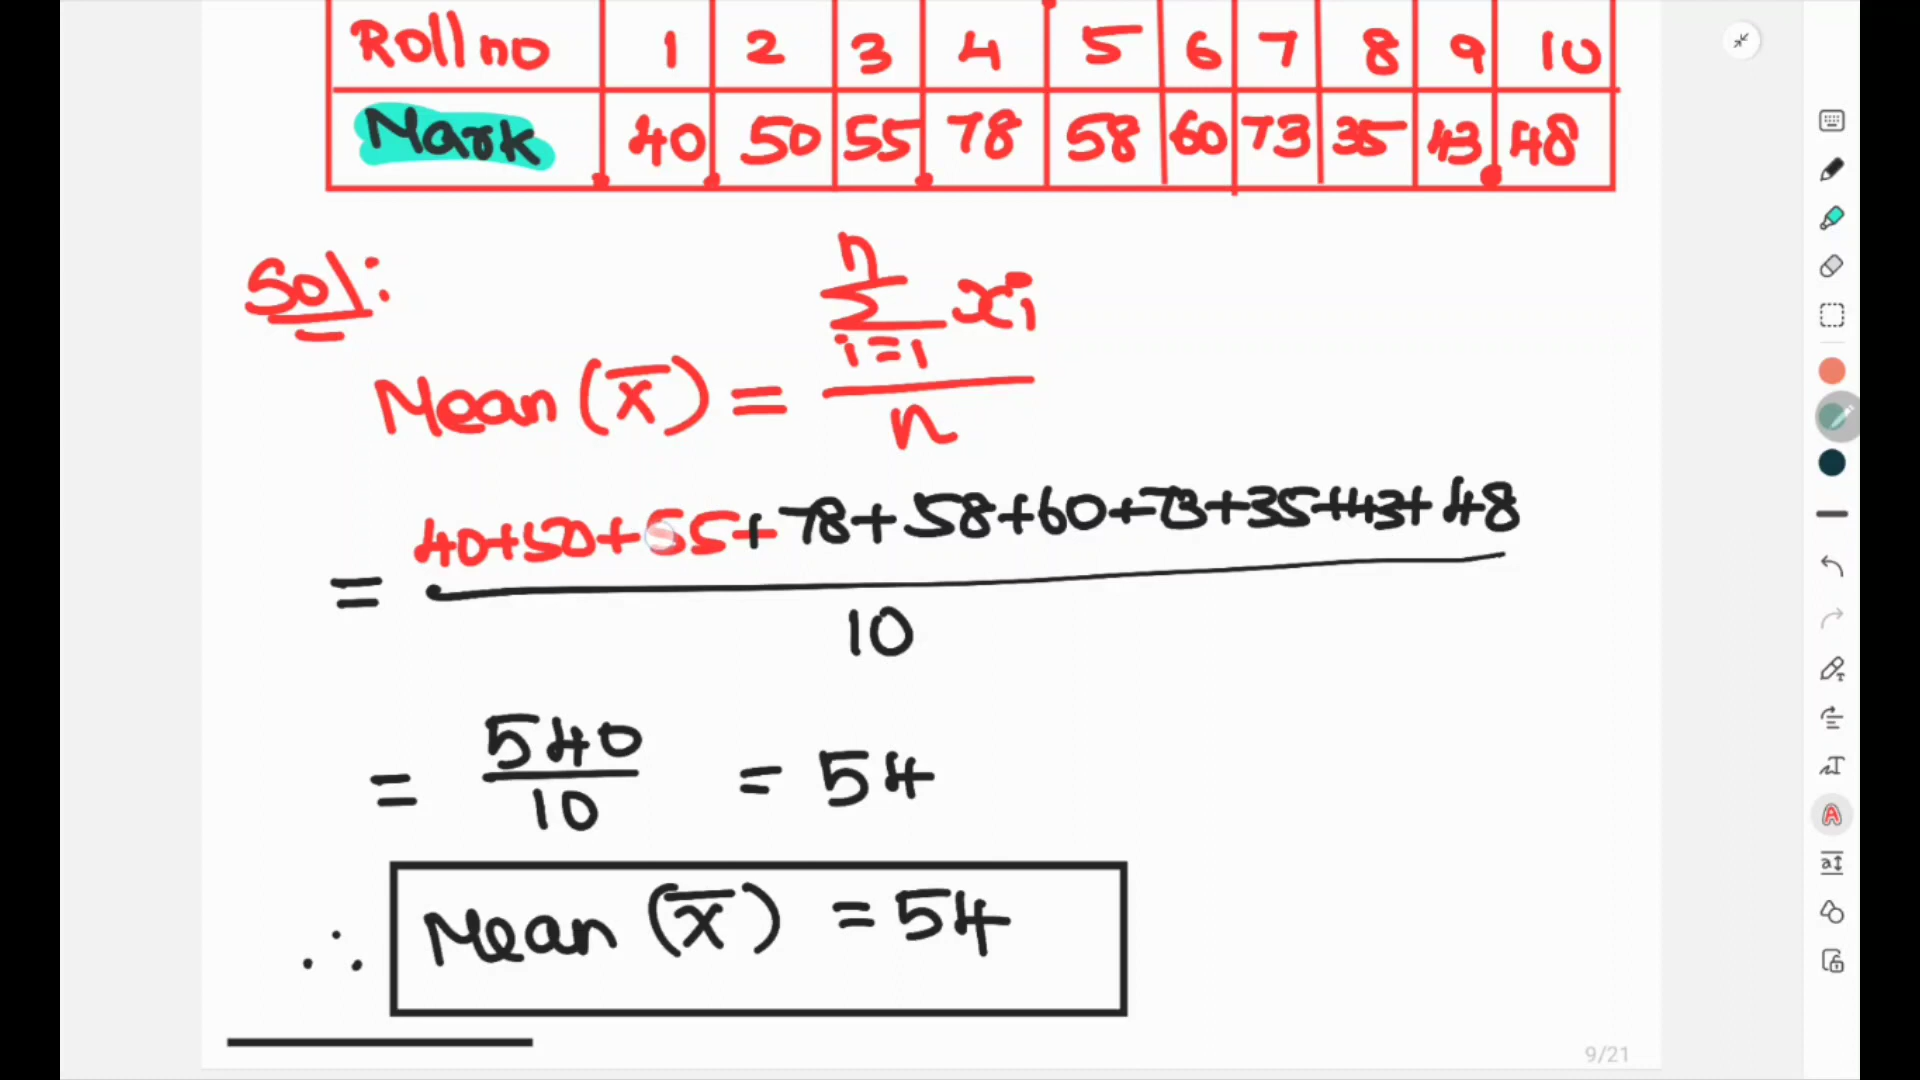 Roll no 1 2 3 4 5 6 7 8 9 10
Mark 40 50 55 78 58 60 73 35 43 48
Sol:
n
Σ xi
i=1
Mean (x̅) =
n
40+50+55+78+58+60+73+35+43+48
=
10
540
= = 54
10
∴ Mean (x̅) = 54
9/21